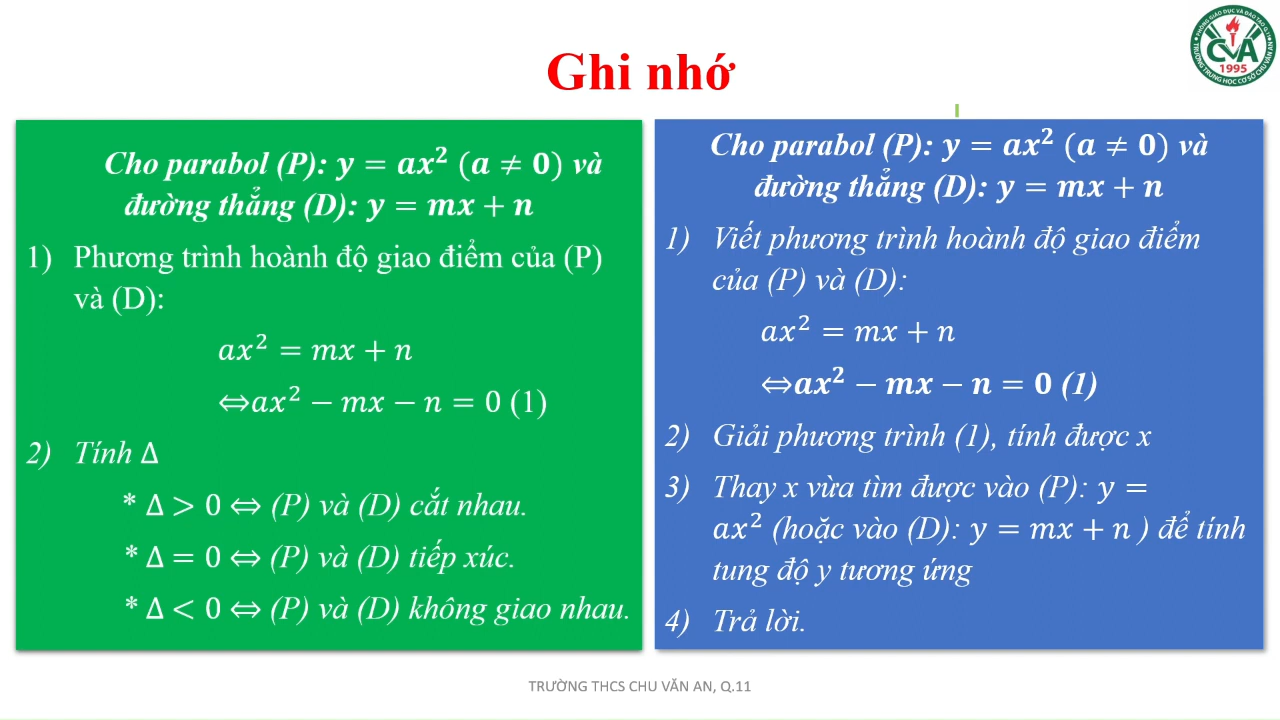 Ghi nhớ
CVA
1995
Cho parabol (P): y = ax² (a ≠ 0) và
đường thẳng (D): y = mx + n
1) Phương trình hoành độ giao điểm của (P)
và (D):
ax² = mx + n
⇔ax² − mx − n = 0 (1)
2) Tính Δ
* Δ > 0 ⇔ (P) và (D) cắt nhau.
* Δ = 0 ⇔ (P) và (D) tiếp xúc.
* Δ < 0 ⇔ (P) và (D) không giao nhau.
Cho parabol (P): y = ax² (a ≠ 0) và
đường thẳng (D): y = mx + n
1) Viết phương trình hoành độ giao điểm
của (P) và (D):
ax² = mx + n
⇔ax² − mx − n = 0 (1)
2) Giải phương trình (1), tính được x
3) Thay x vừa tìm được vào (P): y =
ax² (hoặc vào (D): y = mx + n ) để tính
tung độ y tương ứng
4) Trả lời.
TRƯỜNG THCS CHU VĂN AN, Q.11